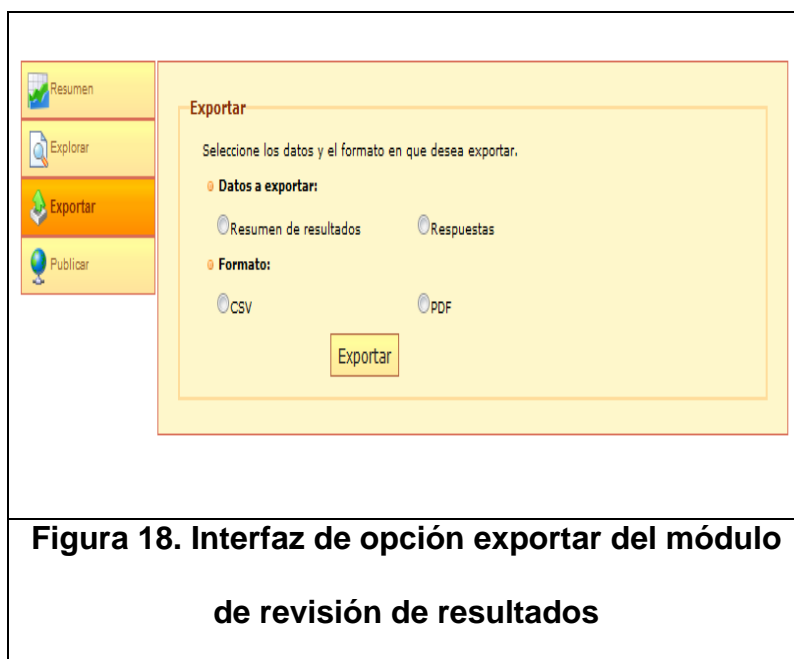 Resumen
Explorar
Exportar
Publicar
Exportar
Seleccione los datos y el formato en que desea exportar.
Datos a exportar:
Resumen de resultados Respuestas
Formato:
CSV PDF
Exportar
Figura 18. Interfaz de opción exportar del módulo
de revisión de resultados